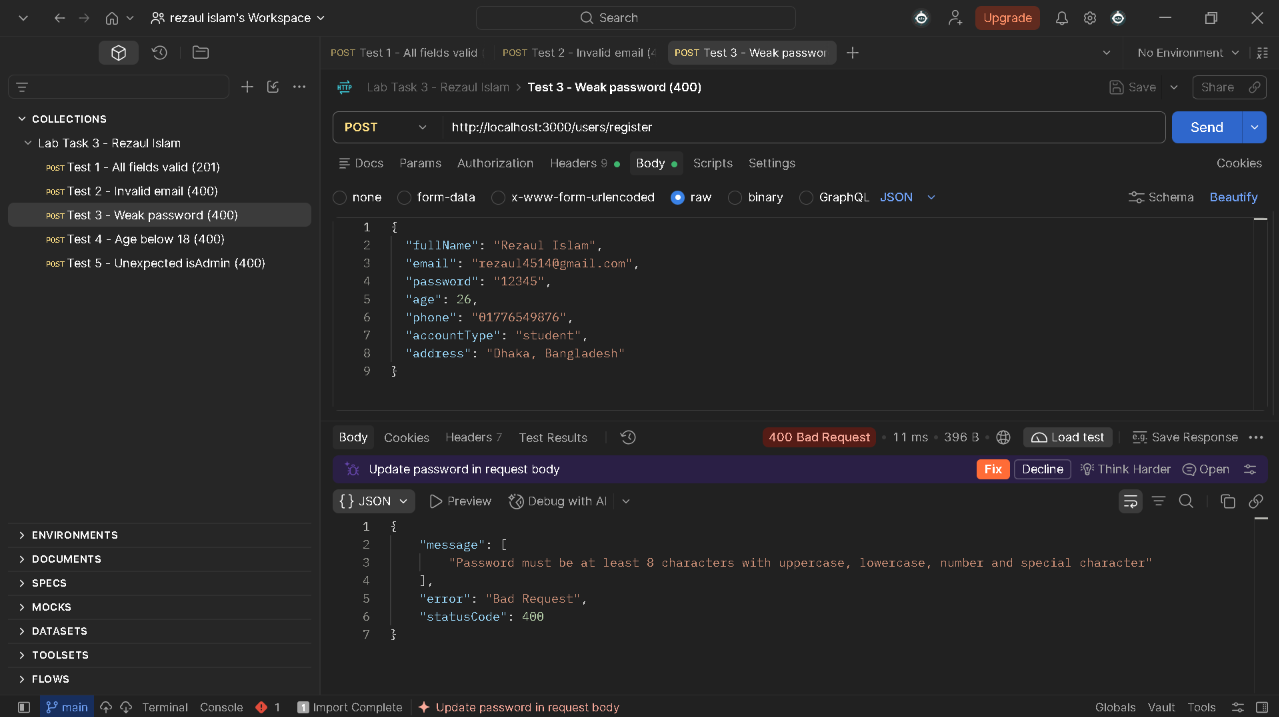 rezaul islam's Workspace
Search
Upgrade
POST Test 1 - All fields valid
POST Test 2 - Invalid email (4
POST Test 3 - Weak passwor
No Environment
HTTP Lab Task 3 - Rezaul Islam > Test 3 - Weak password (400)
Save
Share
COLLECTIONS
Lab Task 3 - Rezaul Islam
POST Test 1 - All fields valid (201)
POST Test 2 - Invalid email (400)
POST Test 3 - Weak password (400)
POST Test 4 - Age below 18 (400)
POST Test 5 - Unexpected isAdmin (400)
ENVIRONMENTS
DOCUMENTS
SPECS
MOCKS
DATASETS
TOOLSETS
FLOWS
POST http://localhost:3000/users/register
Send
Docs Params Authorization Headers 9 Body Scripts Settings
Cookies
none form-data x-www-form-urlencoded raw binary GraphQL JSON
Schema Beautify
1 {
2 "fullName": "Rezaul Islam",
3 "email": "rezaul4514@gmail.com",
4 "password": "12345",
5 "age": 26,
6 "phone": "01776549876",
7 "accountType": "student",
8 "address": "Dhaka, Bangladesh"
9 }
Body Cookies Headers 7 Test Results
400 Bad Request • 11 ms • 396 B • Load test e.g. Save Response
Update password in request body
Fix Decline Think Harder Open
{} JSON Preview Debug with AI
1 {
2 "message": [
3 "Password must be at least 8 characters with uppercase, lowercase, number and special character"
4 ],
5 "error": "Bad Request",
6 "statusCode": 400
7 }
main Terminal Console 1 1 Import Complete Update password in request body
Globals Vault Tools